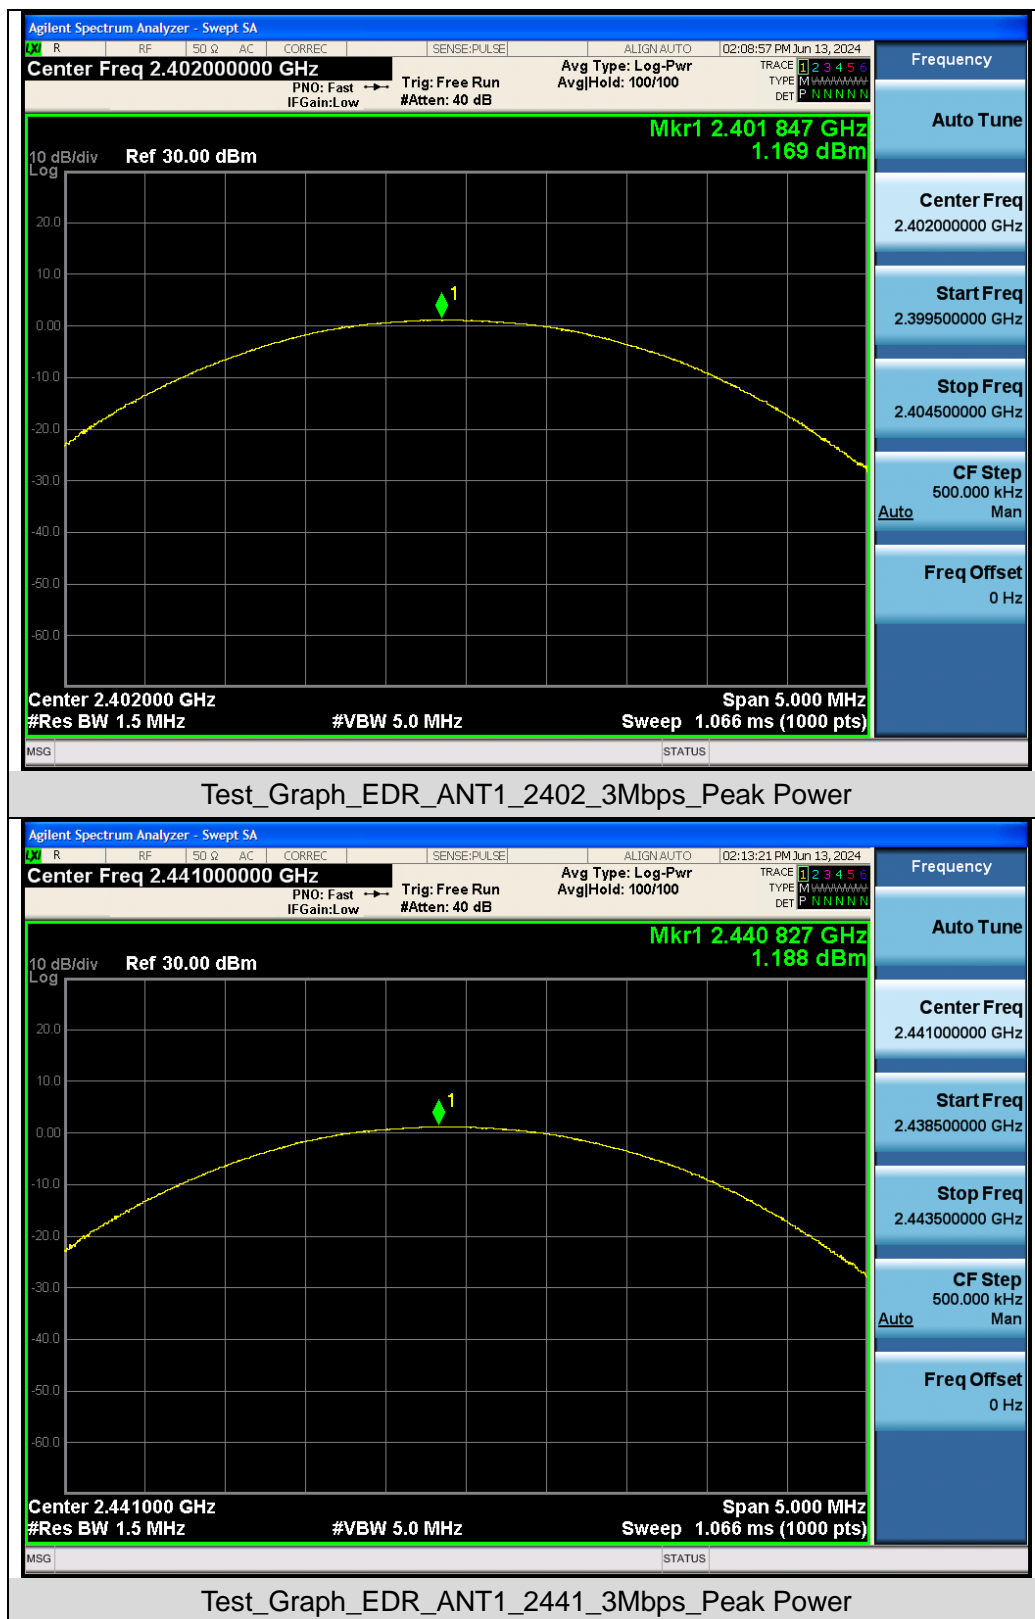 Agilent Spectrum Analyzer - Swept SA
LXI R RF 50 Ω AC CORREC SENSE:PULSE ALIGN AUTO 02:08:57 PM Jun 13, 2024
Center Freq 2.402000000 GHz
PNO: Fast
IFGain:Low
Trig: Free Run
#Atten: 40 dB
Avg Type: Log-Pwr
Avg|Hold: 100/100
TRACE 1 2 3 4 5 6
TYPE M W W W W W
DET P N N N N N
Mkr1 2.401 847 GHz
1.169 dBm
10 dB/div Ref 30.00 dBm
Log
20.0
10.0
0.00
-10.0
-20.0
-30.0
-40.0
-50.0
-60.0
1
Center 2.402000 GHz Span 5.000 MHz
#Res BW 1.5 MHz #VBW 5.0 MHz Sweep 1.066 ms (1000 pts)
MSG STATUS
Frequency
Auto Tune
Center Freq
2.402000000 GHz
Start Freq
2.399500000 GHz
Stop Freq
2.404500000 GHz
CF Step
500.000 kHz
Auto Man
Freq Offset
0 Hz
Test_Graph_EDR_ANT1_2402_3Mbps_Peak Power
Agilent Spectrum Analyzer - Swept SA
LXI R RF 50 Ω AC CORREC SENSE:PULSE ALIGN AUTO 02:13:21 PM Jun 13, 2024
Center Freq 2.441000000 GHz
PNO: Fast
IFGain:Low
Trig: Free Run
#Atten: 40 dB
Avg Type: Log-Pwr
Avg|Hold: 100/100
TRACE 1 2 3 4 5 6
TYPE M W W W W W
DET P N N N N N
Mkr1 2.440 827 GHz
1.188 dBm
10 dB/div Ref 30.00 dBm
Log
20.0
10.0
0.00
-10.0
-20.0
-30.0
-40.0
-50.0
-60.0
1
Center 2.441000 GHz Span 5.000 MHz
#Res BW 1.5 MHz #VBW 5.0 MHz Sweep 1.066 ms (1000 pts)
MSG STATUS
Frequency
Auto Tune
Center Freq
2.441000000 GHz
Start Freq
2.438500000 GHz
Stop Freq
2.443500000 GHz
CF Step
500.000 kHz
Auto Man
Freq Offset
0 Hz
Test_Graph_EDR_ANT1_2441_3Mbps_Peak Power